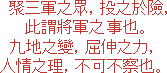 聚三軍之眾，投之於險，
此謂將軍之事也。
九地之變，屈伸之力，
人情之理，不可不察也。